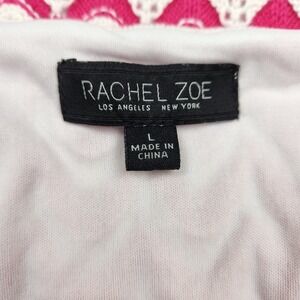 RACHEL ZOE
LOS ANGELES NEW YORK
L
MADE IN
CHINA